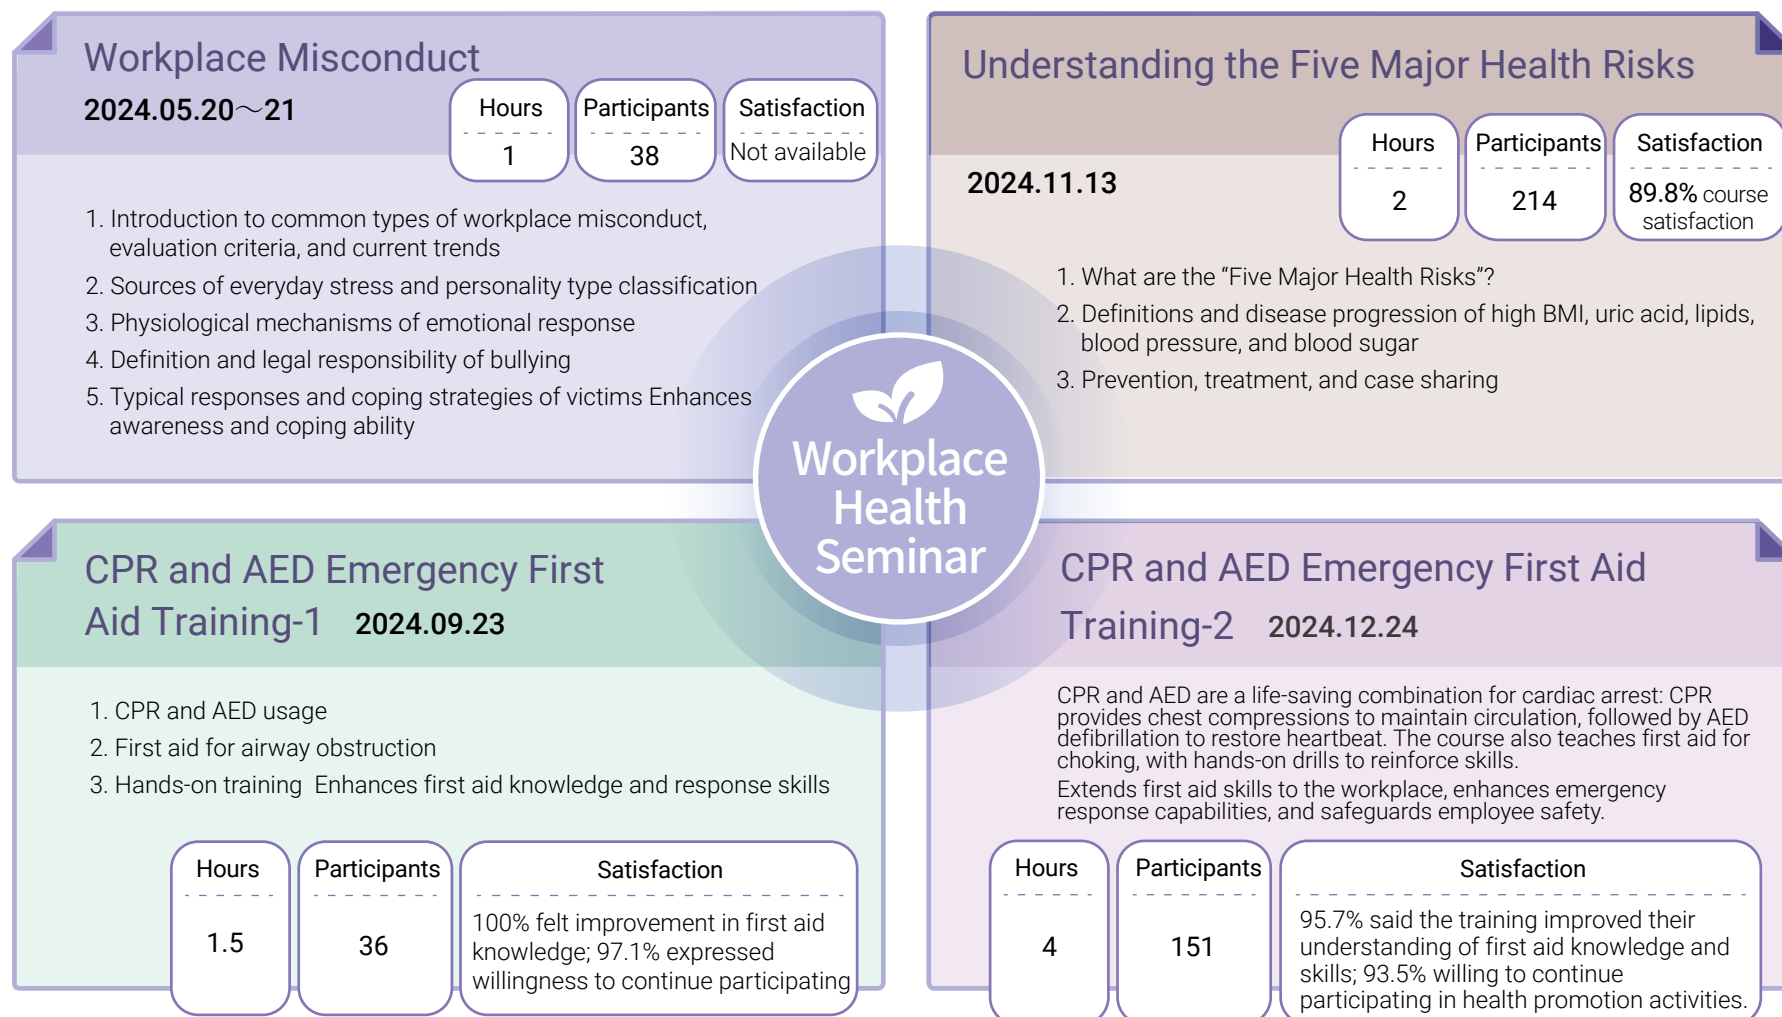 Workplace Misconduct
2024.05.20～21
Hours
1
Participants
38
Satisfaction
Not available
1. Introduction to common types of workplace misconduct,
evaluation criteria, and current trends
2. Sources of everyday stress and personality type classification
3. Physiological mechanisms of emotional response
4. Definition and legal responsibility of bullying
5. Typical responses and coping strategies of victims Enhances
awareness and coping ability
Understanding the Five Major Health Risks
2024.11.13
Hours
2
Participants
214
Satisfaction
89.8% course
satisfaction
1. What are the “Five Major Health Risks”?
2. Definitions and disease progression of high BMI, uric acid, lipids,
blood pressure, and blood sugar
3. Prevention, treatment, and case sharing
Workplace
Health
Seminar
CPR and AED Emergency First
Aid Training-1 2024.09.23
1. CPR and AED usage
2. First aid for airway obstruction
3. Hands-on training  Enhances first aid knowledge and response skills
Hours
1.5
Participants
36
Satisfaction
100% felt improvement in first aid
knowledge; 97.1% expressed
willingness to continue participating
CPR and AED Emergency First Aid
Training-2 2024.12.24
CPR and AED are a life-saving combination for cardiac arrest: CPR
provides chest compressions to maintain circulation, followed by AED
defibrillation to restore heartbeat. The course also teaches first aid for
choking, with hands-on drills to reinforce skills.
Extends first aid skills to the workplace, enhances emergency
response capabilities, and safeguards employee safety.
Hours
4
Participants
151
Satisfaction
95.7% said the training improved their
understanding of first aid knowledge and
skills; 93.5% willing to continue
participating in health promotion activities.